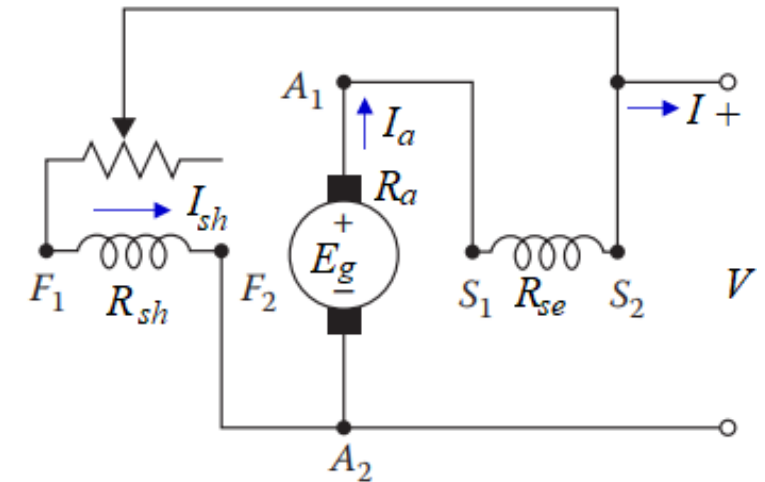 A1
Ia
I +
Ish
Ra
+
Eg
−
F1
Rsh
F2
S1
Rse
S2
V
A2